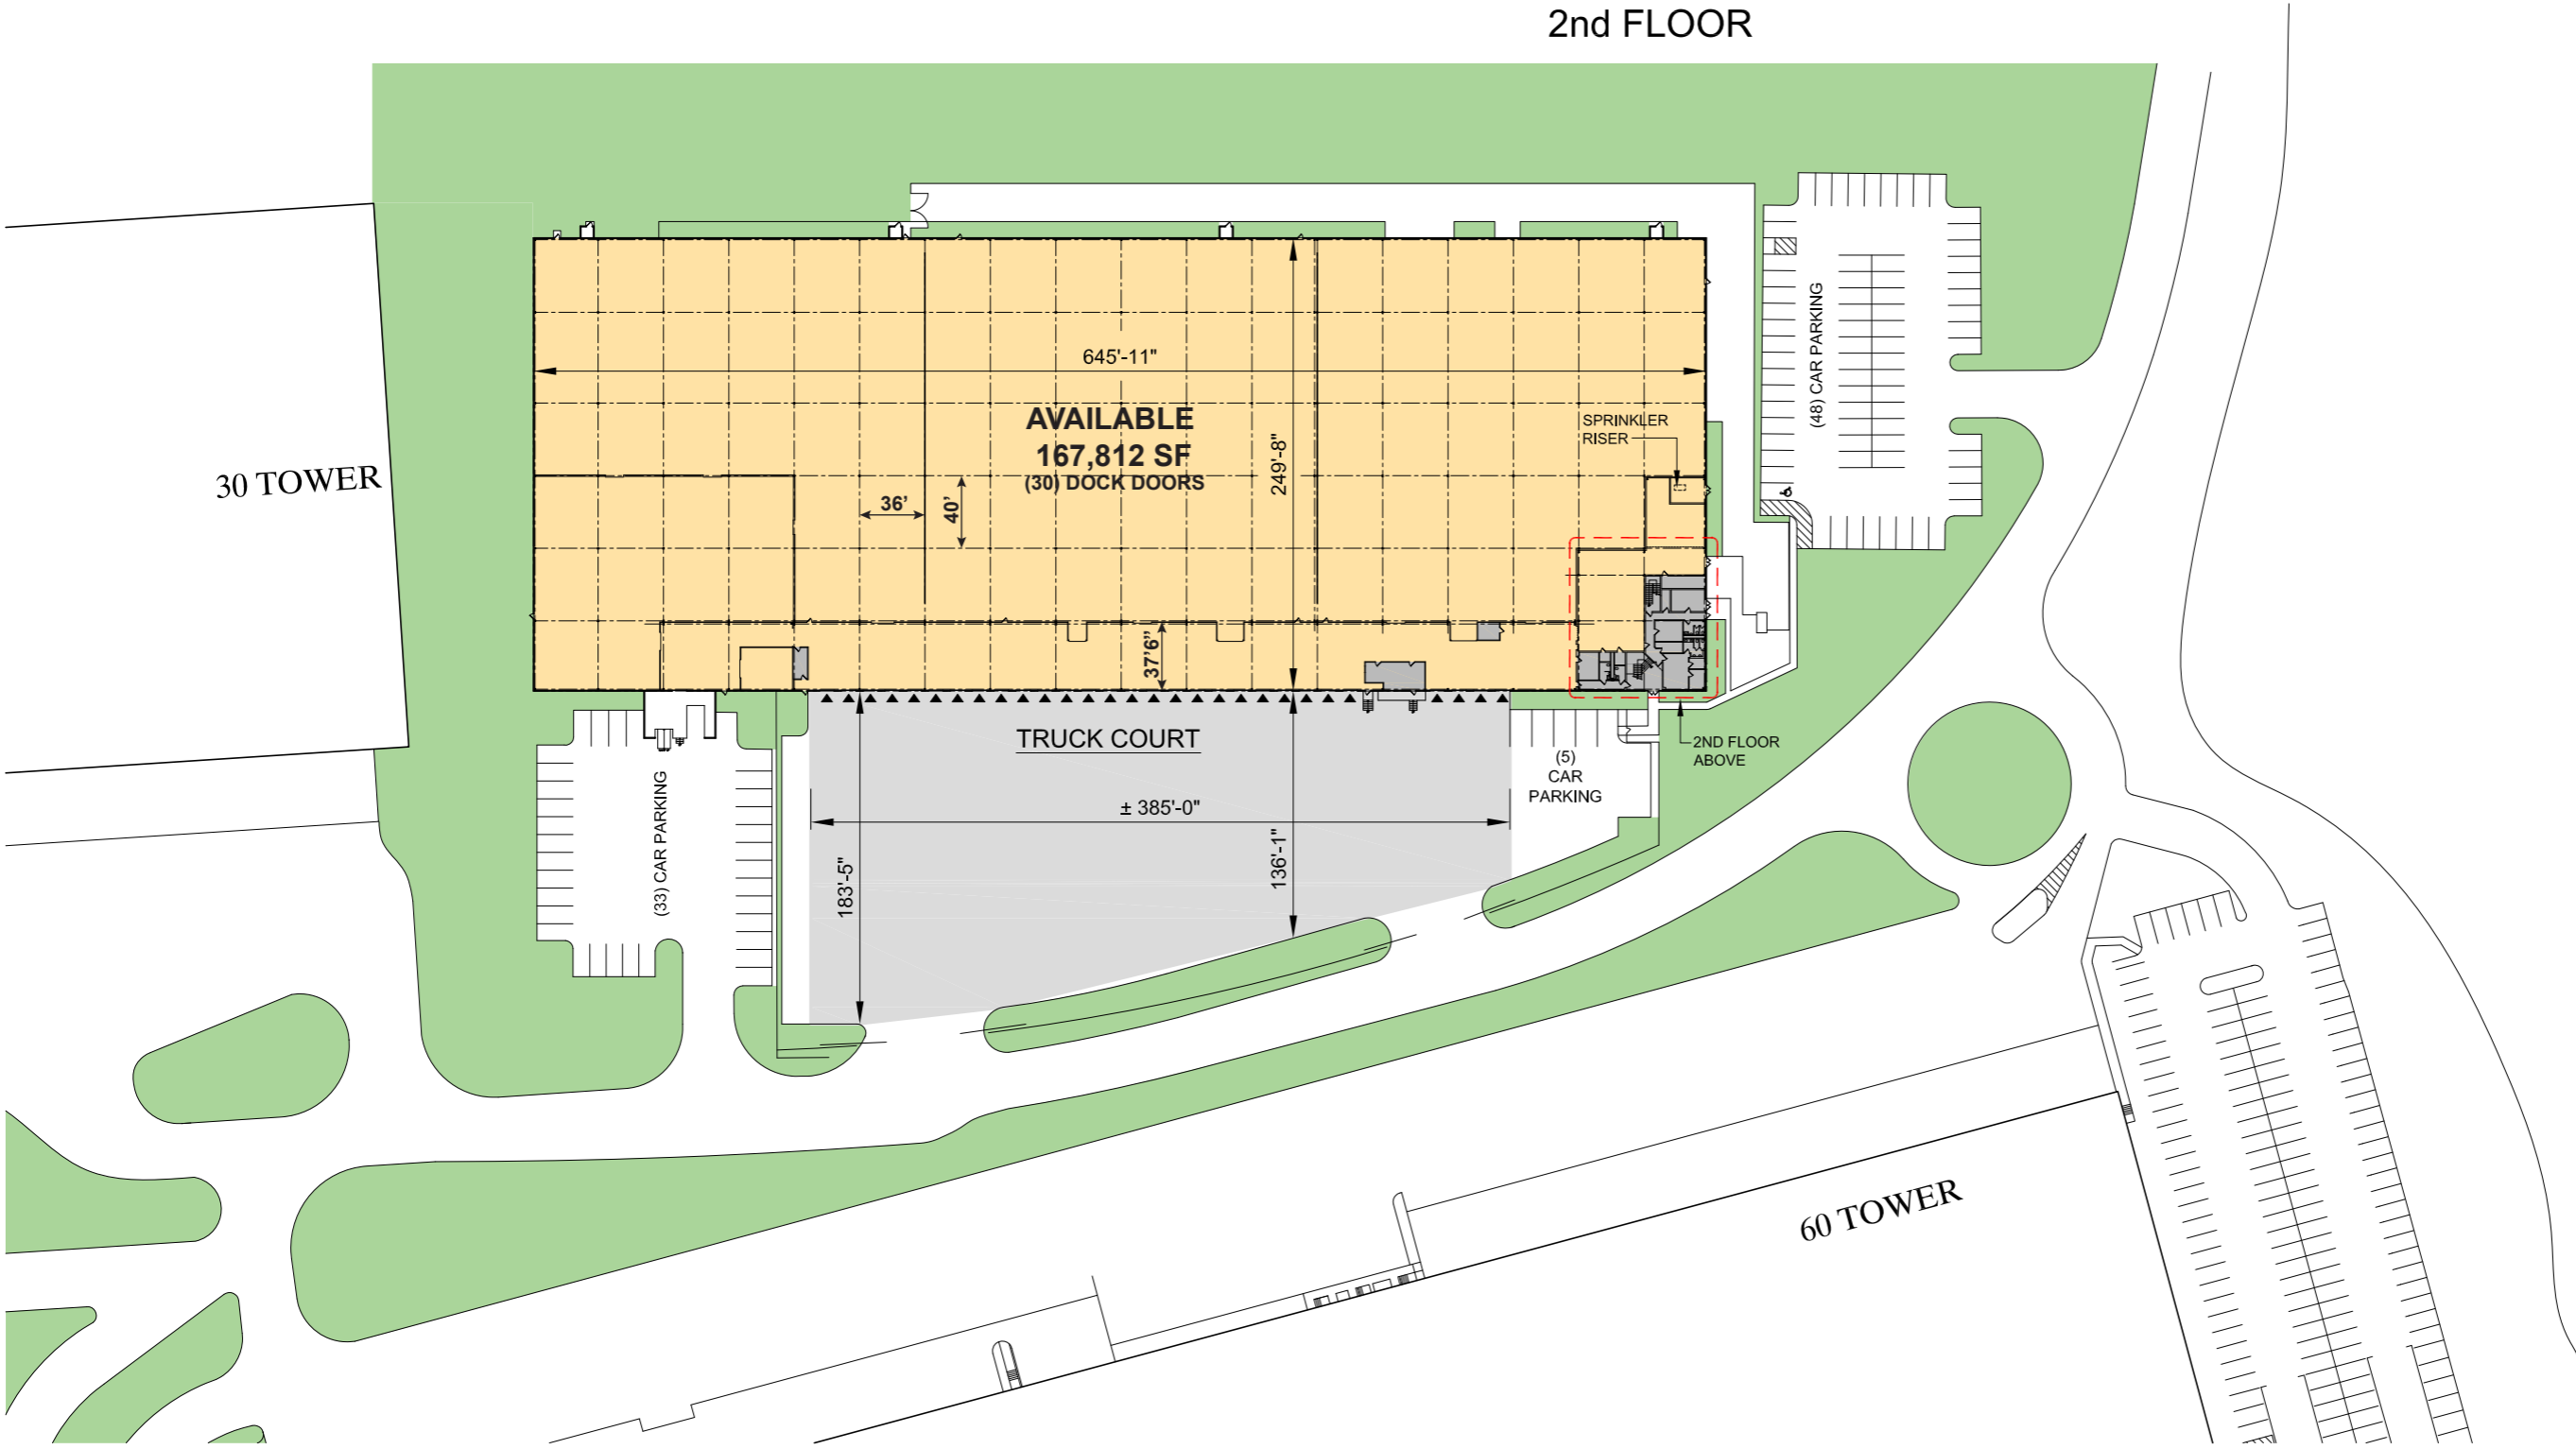 2nd FLOOR
645'-11"
AVAILABLE
167,812 SF
(30) DOCK DOORS
249'-8"
SPRINKLER
RISER
(48) CAR PARKING
30 TOWER
36'
40'
37'6"
TRUCK COURT
2ND FLOOR
ABOVE
(5)
CAR
PARKING
± 385'-0"
(33) CAR PARKING
183'-5"
136'-1"
60 TOWER